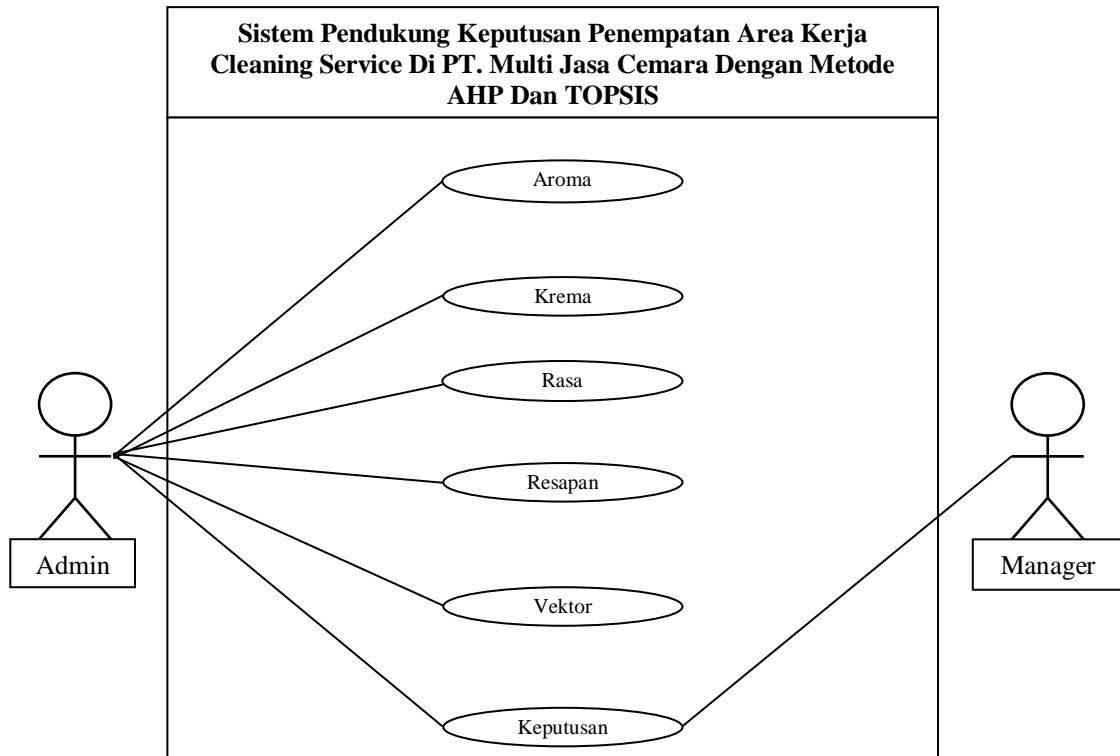 Sistem Pendukung Keputusan Penempatan Area Kerja
Cleaning Service Di PT. Multi Jasa Cemara Dengan Metode
AHP Dan TOPSIS
Aroma
Krema
Rasa
Resapan
Vektor
Keputusan
Admin
Manager